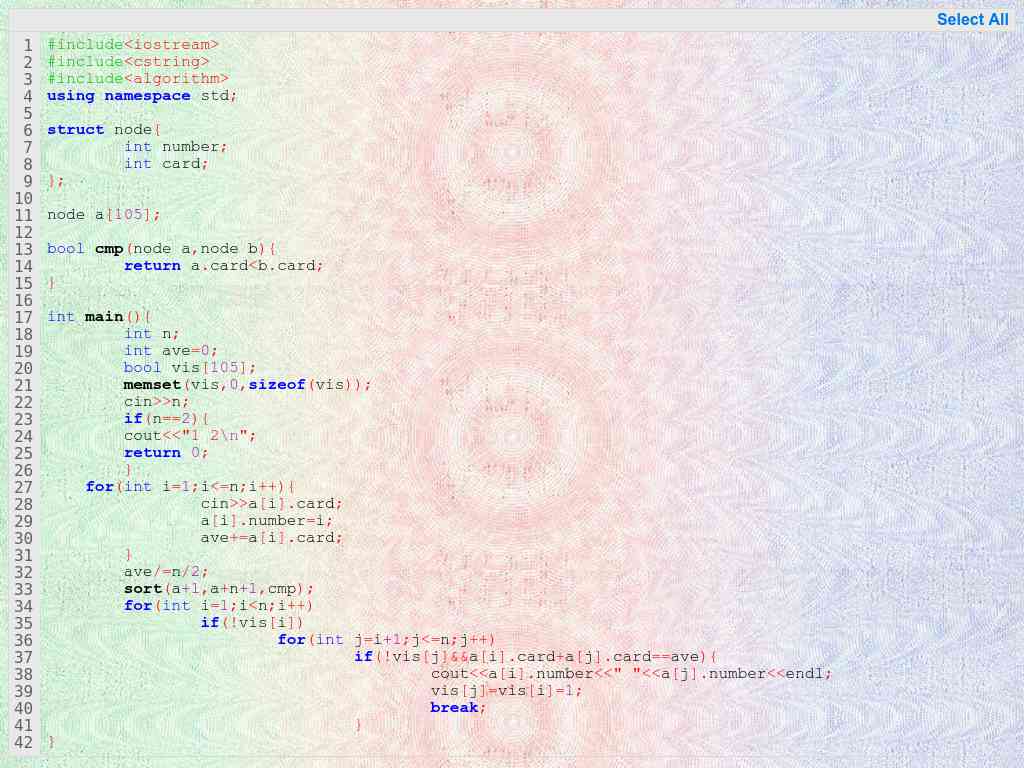 Select All
1 #include<iostream>
2 #include<cstring>
3 #include<algorithm>
4 using namespace std;
5
6 struct node{
7 int number;
8 int card;
9 };
10
11 node a[105];
12
13 bool cmp(node a,node b){
14 return a.card<b.card;
15 }
16
17 int main(){
18 int n;
19 int ave=0;
20 bool vis[105];
21 memset(vis,0,sizeof(vis));
22 cin>>n;
23 if(n==2){
24 cout<<"1 2\n";
25 return 0;
26 }
27 for(int i=1;i<=n;i++){
28 cin>>a[i].card;
29 a[i].number=i;
30 ave+=a[i].card;
31 }
32 ave/=n/2;
33 sort(a+1,a+n+1,cmp);
34 for(int i=1;i<n;i++)
35 if(!vis[i])
36 for(int j=i+1;j<=n;j++)
37 if(!vis[j]&&a[i].card+a[j].card==ave){
38 cout<<a[i].number<<" "<<a[j].number<<endl;
39 vis[j]=vis[i]=1;
40 break;
41 }
42 }